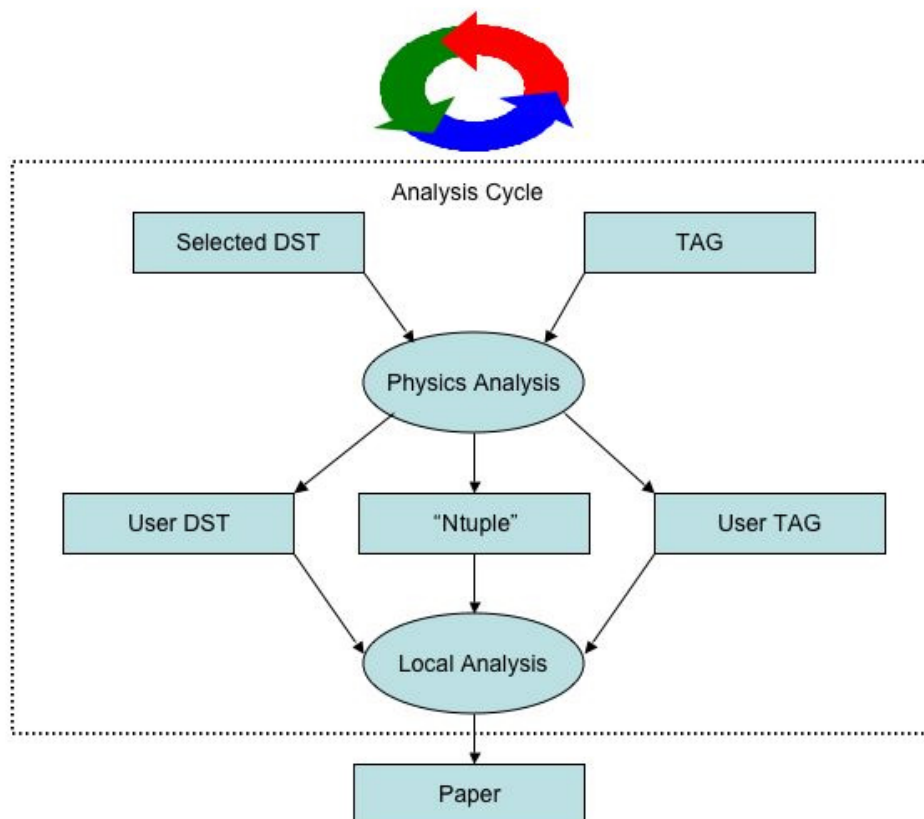 Analysis Cycle
Selected DST
TAG
Physics Analysis
User DST
“Ntuple”
User TAG
Local Analysis
Paper